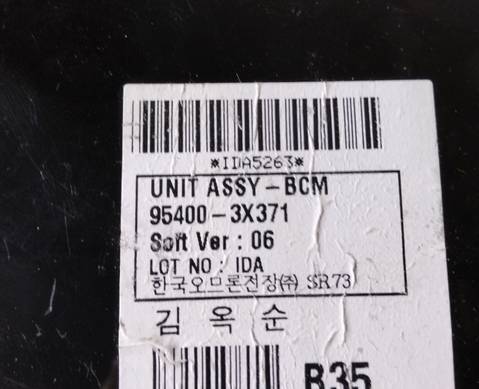 *IDA5263*
UNIT ASSY-BCM
95400-3X371
Soft Ver : 06
LOT NO : IDA
한국오므론전장㈜ SR73
김 옥 순
B35